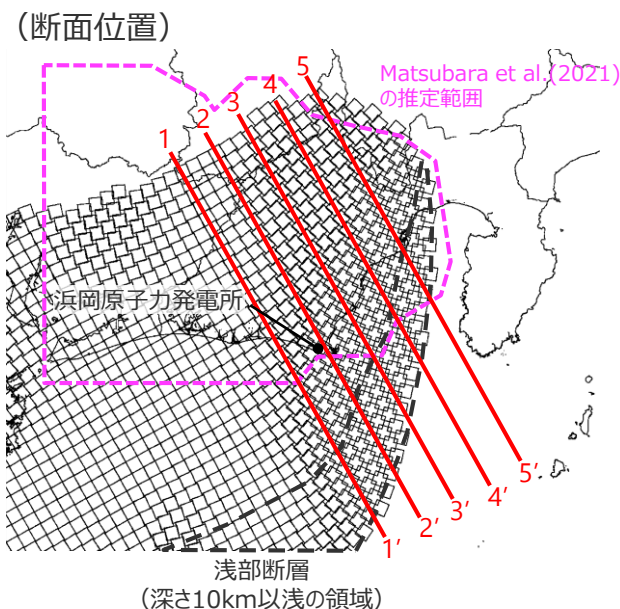 （断面位置）
Matsubara et al.(2021)
の推定範囲
5
4
3
2
1
浜岡原子力発電所
5′
4′
3′
2′
1′
浅部断層
（深さ10km以浅の領域）